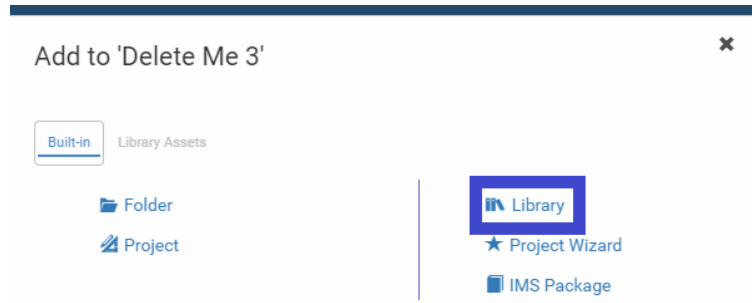 Add to 'Delete Me 3'
Built-in Library Assets
Folder
Project
Library
Project Wizard
IMS Package